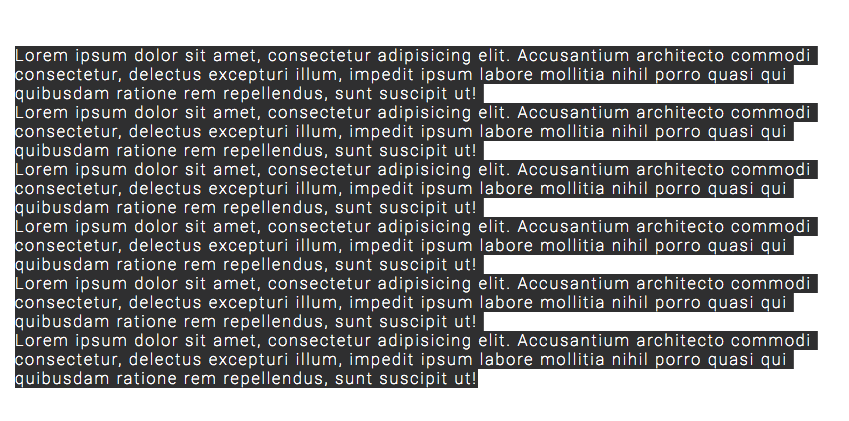 Lorem ipsum dolor sit amet, consectetur adipisicing elit. Accusantium architecto commodi
consectetur, delectus excepturi illum, impedit ipsum labore mollitia nihil porro quasi qui
quibusdam ratione rem repellendus, sunt suscipit ut!
Lorem ipsum dolor sit amet, consectetur adipisicing elit. Accusantium architecto commodi
consectetur, delectus excepturi illum, impedit ipsum labore mollitia nihil porro quasi qui
quibusdam ratione rem repellendus, sunt suscipit ut!
Lorem ipsum dolor sit amet, consectetur adipisicing elit. Accusantium architecto commodi
consectetur, delectus excepturi illum, impedit ipsum labore mollitia nihil porro quasi qui
quibusdam ratione rem repellendus, sunt suscipit ut!
Lorem ipsum dolor sit amet, consectetur adipisicing elit. Accusantium architecto commodi
consectetur, delectus excepturi illum, impedit ipsum labore mollitia nihil porro quasi qui
quibusdam ratione rem repellendus, sunt suscipit ut!
Lorem ipsum dolor sit amet, consectetur adipisicing elit. Accusantium architecto commodi
consectetur, delectus excepturi illum, impedit ipsum labore mollitia nihil porro quasi qui
quibusdam ratione rem repellendus, sunt suscipit ut!
Lorem ipsum dolor sit amet, consectetur adipisicing elit. Accusantium architecto commodi
consectetur, delectus excepturi illum, impedit ipsum labore mollitia nihil porro quasi qui
quibusdam ratione rem repellendus, sunt suscipit ut!